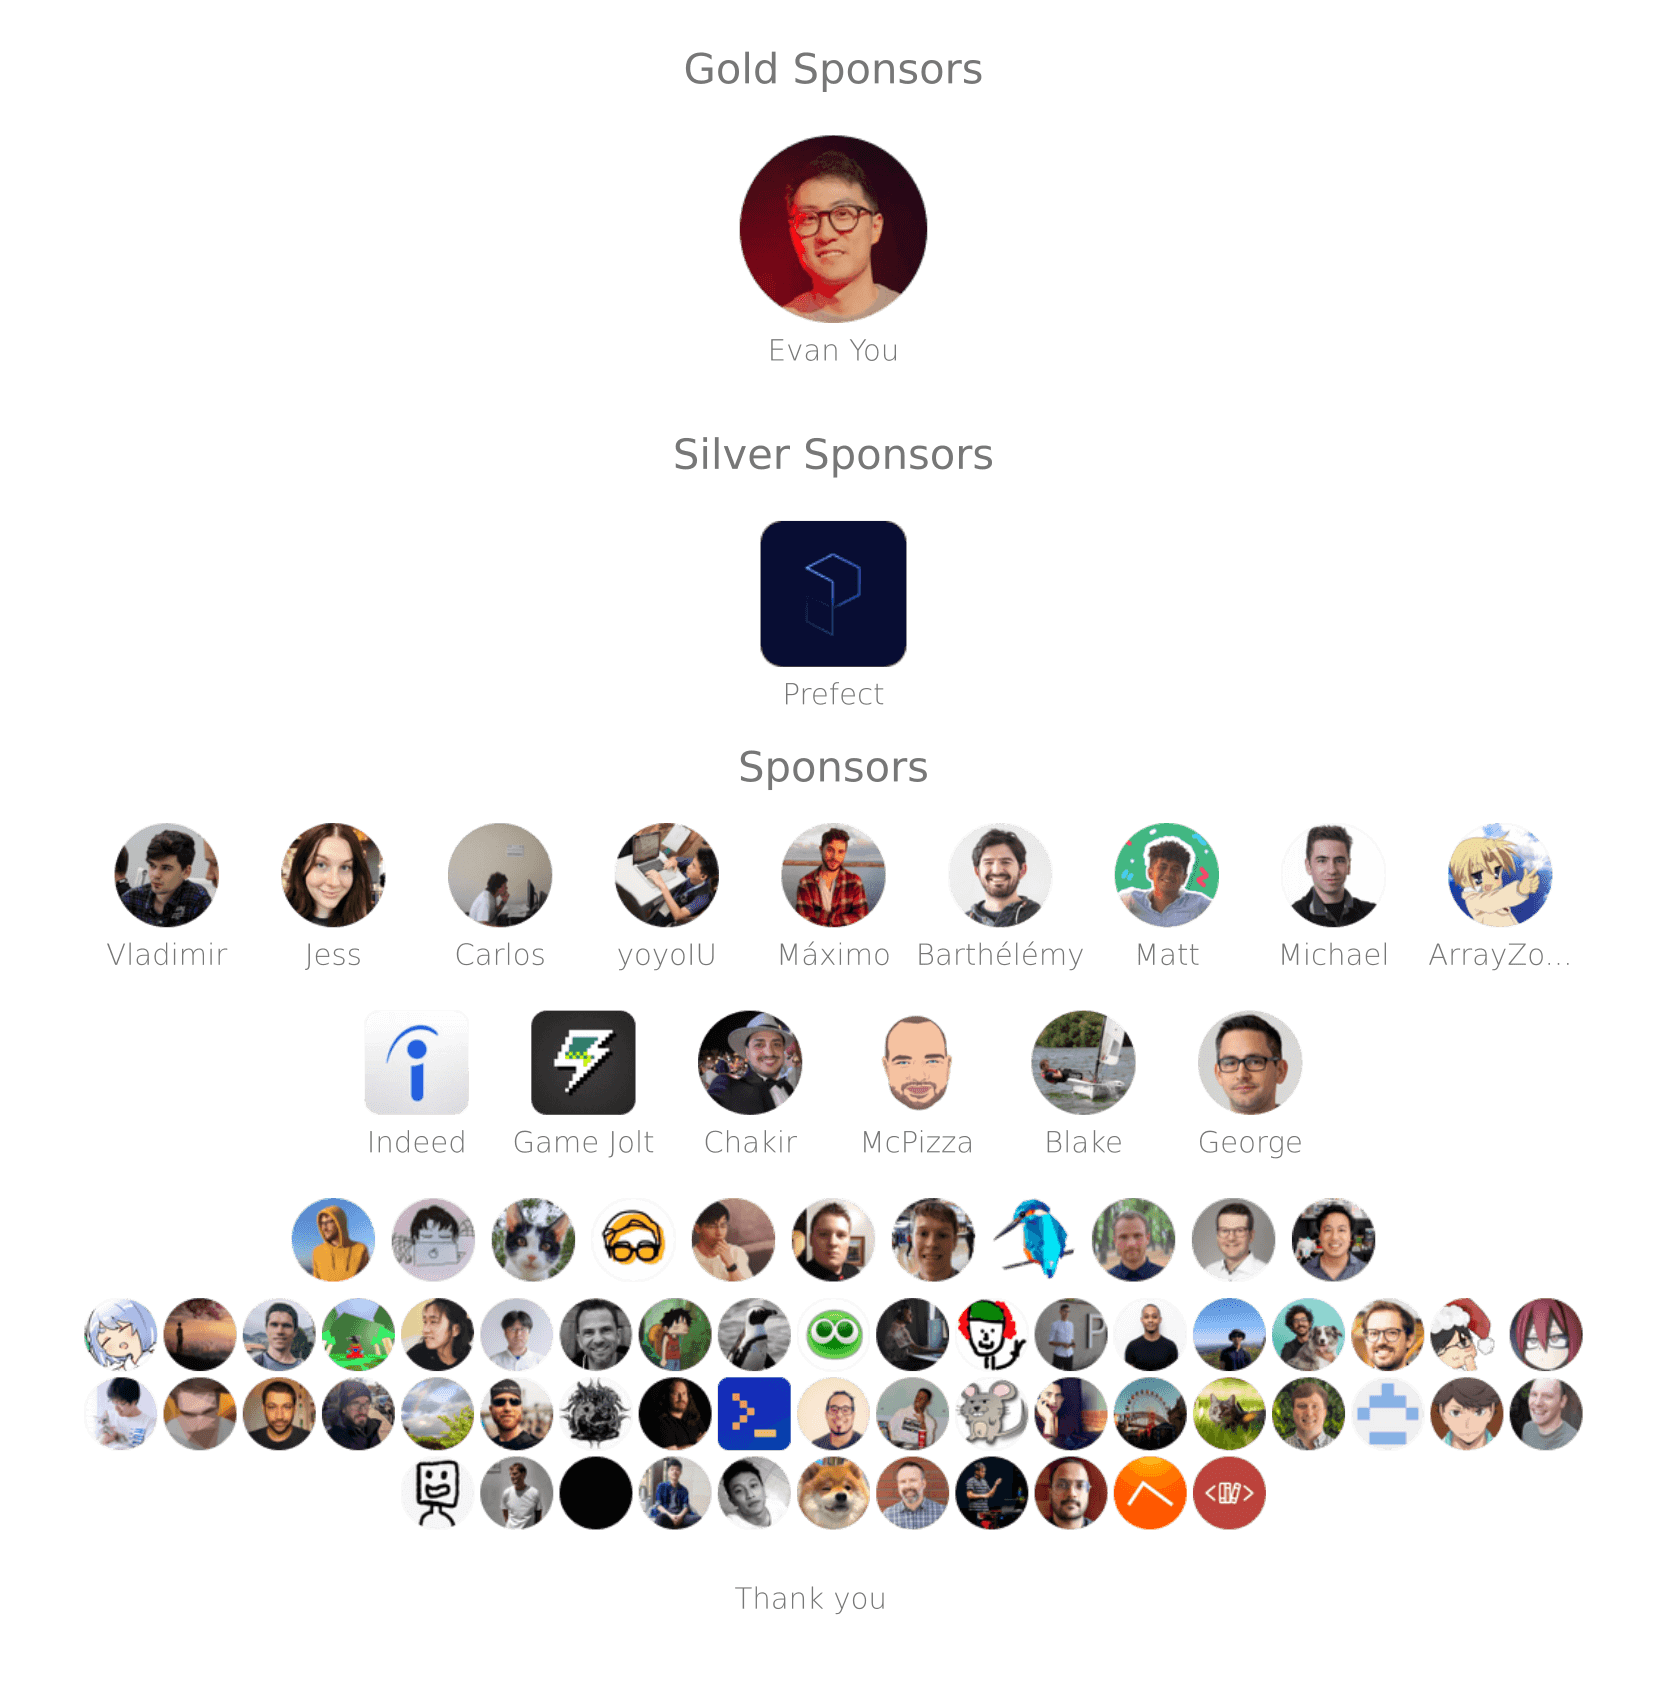 Gold Sponsors
Evan You
Silver Sponsors
Prefect
Sponsors
Vladimir Jess Carlos yoyoIU Máximo Barthélémy Matt Michael ArrayZo...
Indeed Game Jolt Chakir McPizza Blake George
Thank you